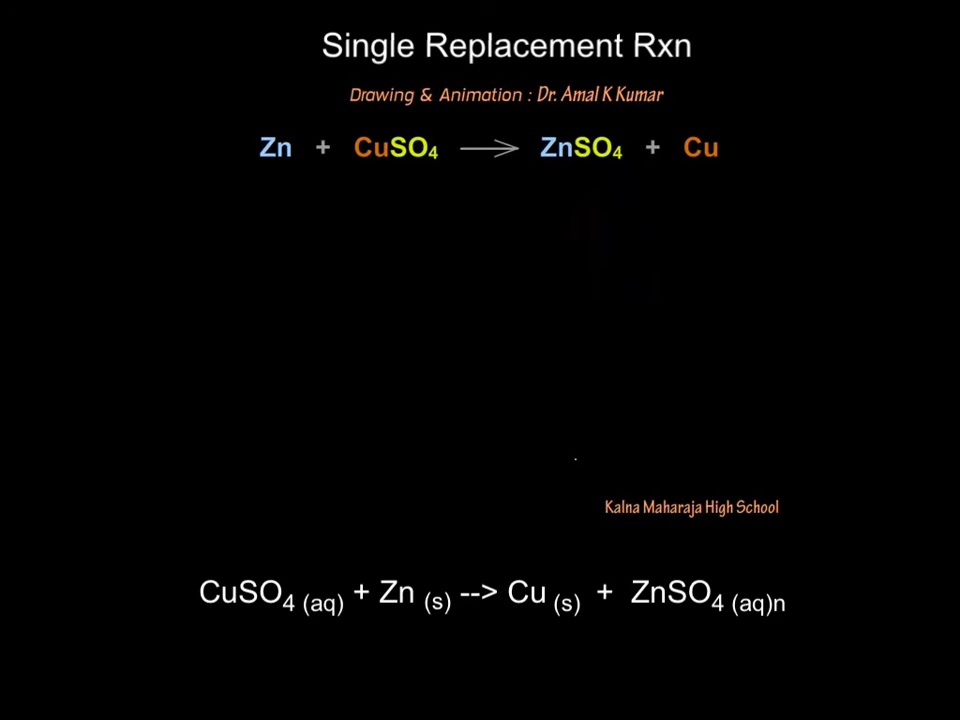 Single Replacement Rxn
Drawing & Animation : Dr. Amal K Kumar
Zn + CuSO₄ ⟶ ZnSO₄ + Cu
Kalna Maharaja High School
CuSO₄ (aq) + Zn (s) --> Cu (s) + ZnSO₄ (aq)n